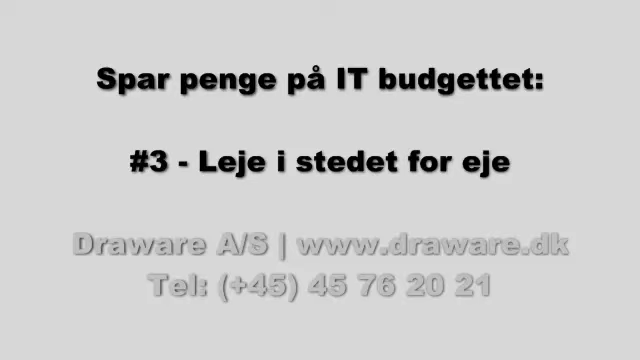 Spar penge på IT budgettet:
#3 - Leje i stedet for eje
Draware A/S | www.draware.dk
Tel: (+45) 45 76 20 21